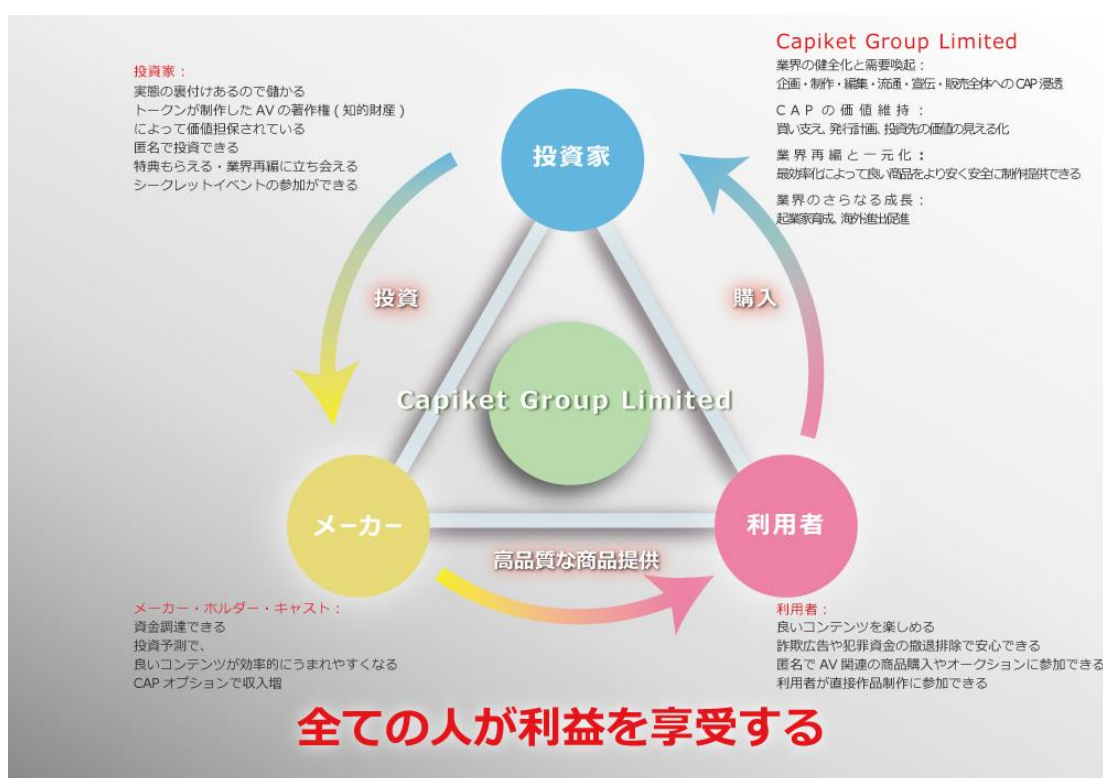 Capiket Group Limited
業界の健全化と需要喚起：
企画・制作・編集・流通・宣伝・販売全体へのCAP浸透
CAPの価値維持：
買い支え、発行計画、投資先の価値の見える化
業界再編と一元化：
最効率化によって良い商品をより安く安全に制作提供できる
業界のさらなる成長：
起業家育成、海外進出促進
投資家：
実態の裏付けあるので儲かる
トークンが制作したAVの著作権(知的財産)
によって価値担保されている
匿名で投資できる
特典もらえる・業界再編に立ち会える
シークレットイベントの参加ができる
投資家
投資
購入
Capiket Group Limited
メーカー
利用者
高品質な商品提供
メーカー・ホルダー・キャスト：
資金調達できる
投資予測で、
良いコンテンツが効率的にうまれやすくなる
CAPオプションで収入増
利用者：
良いコンテンツを楽しめる
詐欺広告や犯罪資金の撤退排除で安心できる
匿名でAV関連の商品購入やオークションに参加できる
利用者が直接作品制作に参加できる
全ての人が利益を享受する